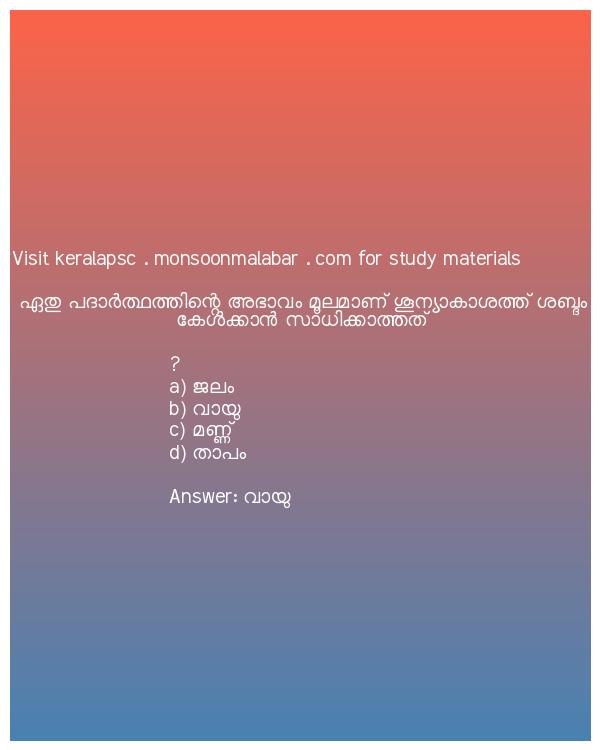 Visit keralapsc . monsoonmalabar . com for study materials
ഏതു പദാർത്ഥത്തിന്റെ അഭാവം മൂലമാണ് ശൂന്യാകാശത്ത് ശബ്ദം
കേൾക്കാൻ സാധിക്കാത്തത്
?
a) ജലം
b) വായു
c) മണ്ണ്
d) താപം
Answer: വായു